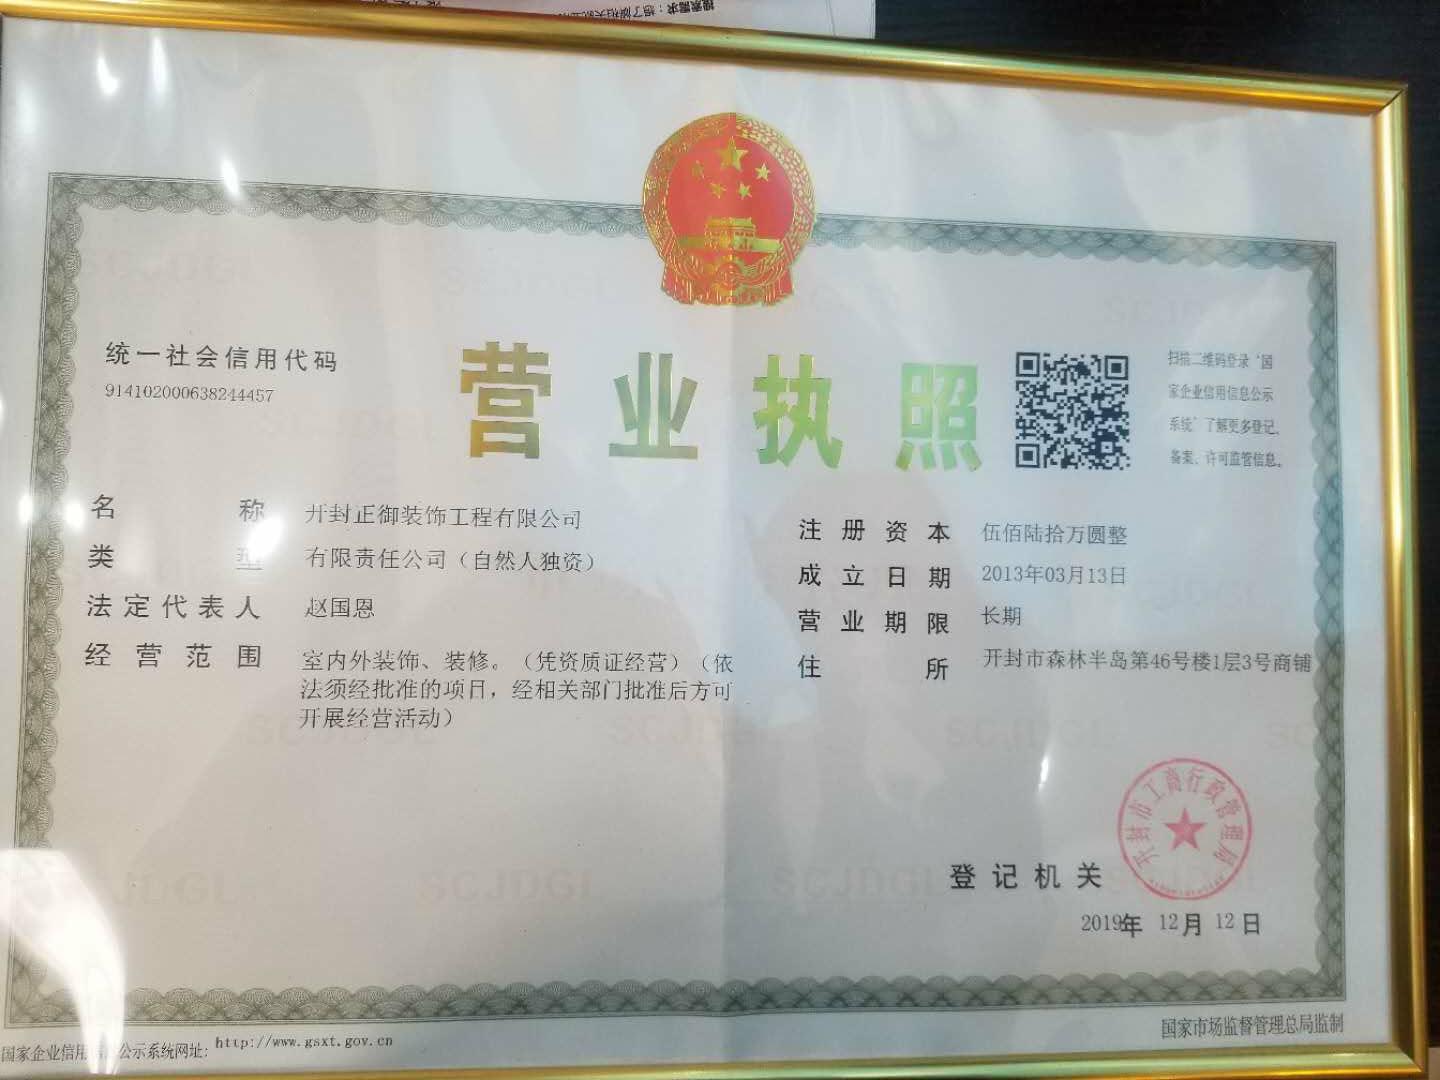 统一社会信用代码
914102000638244457
营业执照
扫描二维码登录‘国
家企业信用信息公示
系统’了解更多登记、
备案、许可监管信息。
名称 开封正御装饰工程有限公司
类型 有限责任公司（自然人独资）
法定代表人 赵国恩
经营范围 室内外装饰、装修。（凭资质证经营）（依
法须经批准的项目，经相关部门批准后方可
开展经营活动）
注册资本 伍佰陆拾万圆整
成立日期 2013年03月13日
营业期限 长期
住所 开封市森林半岛第46号楼1层3号商铺
开封市工商行政管理局
登记机关
2019年 12月 12日
国家企业信用信息公示系统网址: http://www.gsxt.gov.cn
国家市场监督管理总局监制
SCJDGL